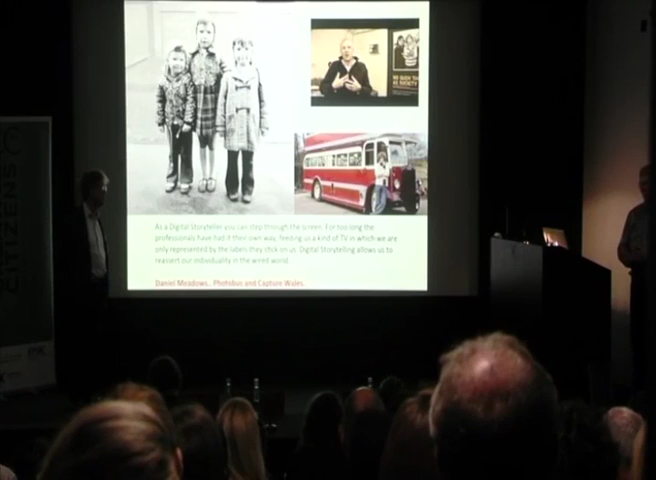 CITIZENS
As a Digital Storyteller you can step through the screen. For too long the
professionals have had it their own way, feeding us a kind of TV in which we are
only represented by the labels they stick on us. Digital Storytelling allows us to
reassert our individuality in the wired world.
Daniel Meadows.. Photobus and Capture Wales.